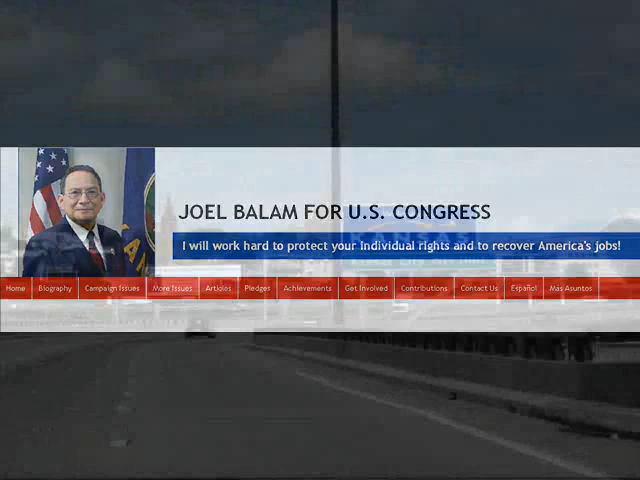 JOEL BALAM FOR U.S. CONGRESS
I will work hard to protect your individual rights and to recover America's jobs!
Home Biography Campaign Issues More Issues Articles Pledges Achievements Get Involved Contributions Contact Us Español Más Asuntos